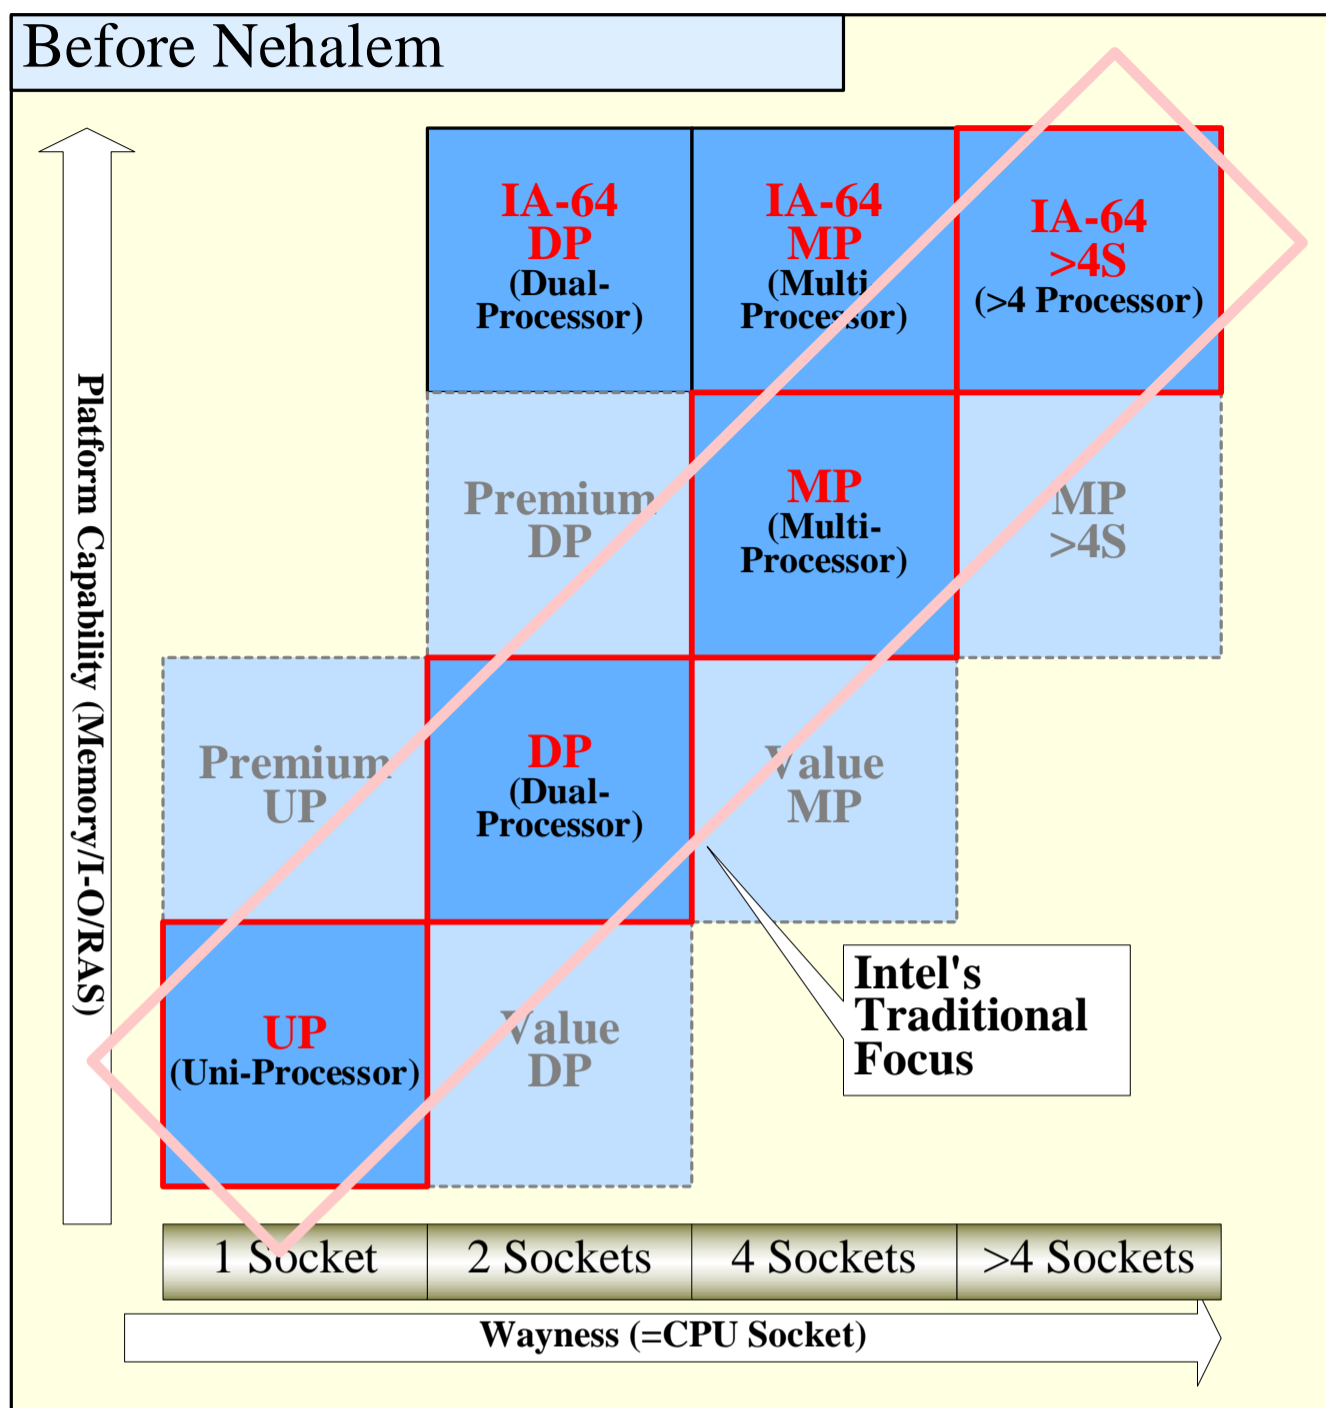 Before Nehalem
IA-64
DP
(Dual-
Processor)
IA-64
MP
(Multi-
Processor)
IA-64
>4S
(>4 Processor)
Premium
DP
MP
(Multi-
Processor)
MP
>4S
Premium
UP
DP
(Dual-
Processor)
Value
MP
UP
(Uni-Processor)
Value
DP
Intel's
Traditional
Focus
Platform Capability (Memory/I-O/RAS)
1 Socket
2 Sockets
4 Sockets
>4 Sockets
Wayness (=CPU Socket)